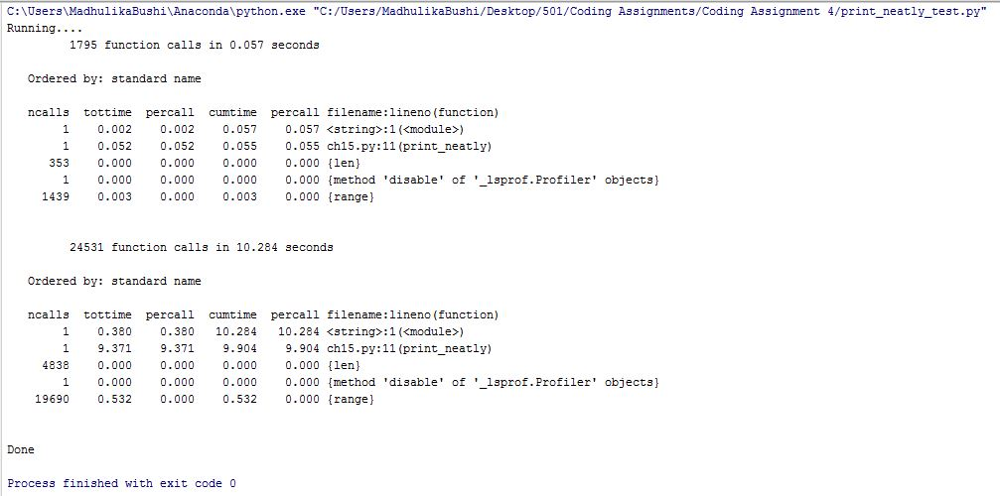 C:\Users\MadhulikaBushi\Anaconda\python.exe "C:/Users/MadhulikaBushi/Desktop/501/Coding Assignments/Coding Assignment 4/print_neatly_test.py"
Running....
         1795 function calls in 0.057 seconds

   Ordered by: standard name

   ncalls  tottime  percall  cumtime  percall filename:lineno(function)
        1    0.002    0.002    0.057    0.057 <string>:1(<module>)
        1    0.052    0.052    0.055    0.055 ch15.py:11(print_neatly)
      353    0.000    0.000    0.000    0.000 {len}
        1    0.000    0.000    0.000    0.000 {method 'disable' of '_lsprof.Profiler' objects}
     1439    0.003    0.000    0.003    0.000 {range}

         24531 function calls in 10.284 seconds

   Ordered by: standard name

   ncalls  tottime  percall  cumtime  percall filename:lineno(function)
        1    0.380    0.380   10.284   10.284 <string>:1(<module>)
        1    9.371    9.371    9.904    9.904 ch15.py:11(print_neatly)
     4838    0.000    0.000    0.000    0.000 {len}
        1    0.000    0.000    0.000    0.000 {method 'disable' of '_lsprof.Profiler' objects}
    19690    0.532    0.000    0.532    0.000 {range}

Done

Process finished with exit code 0